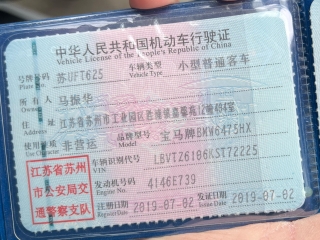 中华人民共和国机动车行驶证
Vehicle License of the People's Republic of China
号牌号码 苏UFT625 车辆类型 小型普通客车
Plate No. Vehicle Type
所有人 马振华
Owner
住址 江苏省苏州市工业园区
Address
使用性质 非营运 品牌型号 宝马牌BMW6475HX
Use Character Model
江苏省苏州市公安局交通警察支队
车辆识别代号
VIN
发动机号码 4146E739
Engine No.
注册日期 2019-07-02 发证日期 2019-07-02
Register Date Issue Date